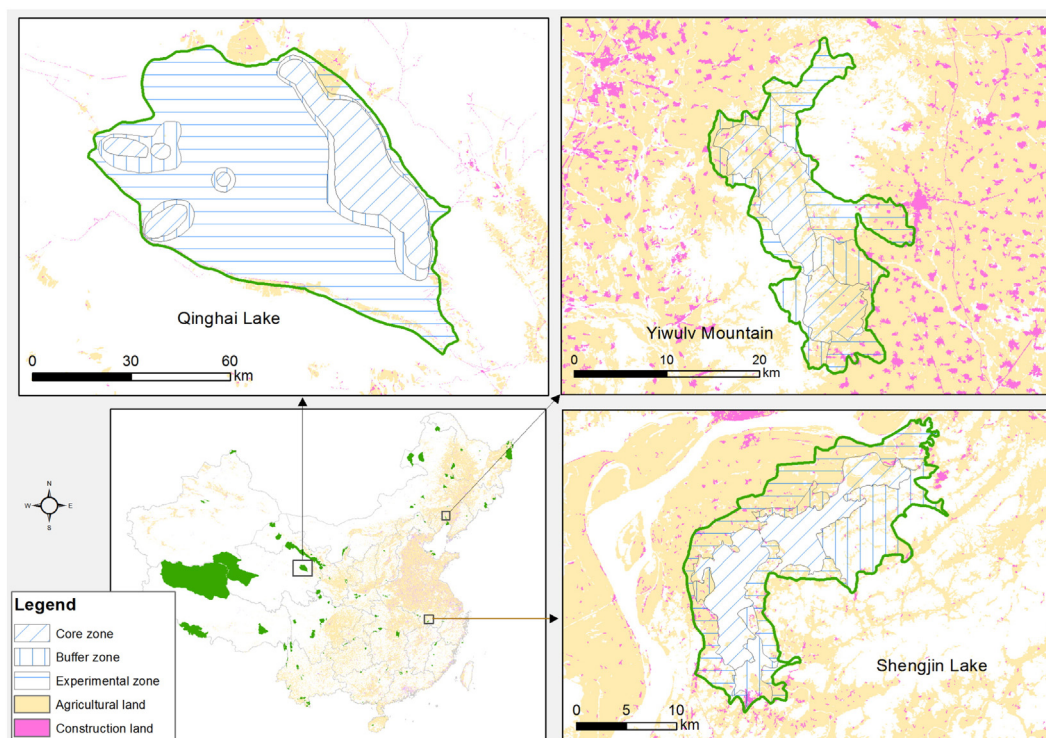 Qinghai Lake
0 30 60
km
Yiwulv Mountain
0 10 20
km
N
W E
S
Legend
Core zone
Buffer zone
Experimental zone
Agricultural land
Construction land
Shengjin Lake
0 5 10
km